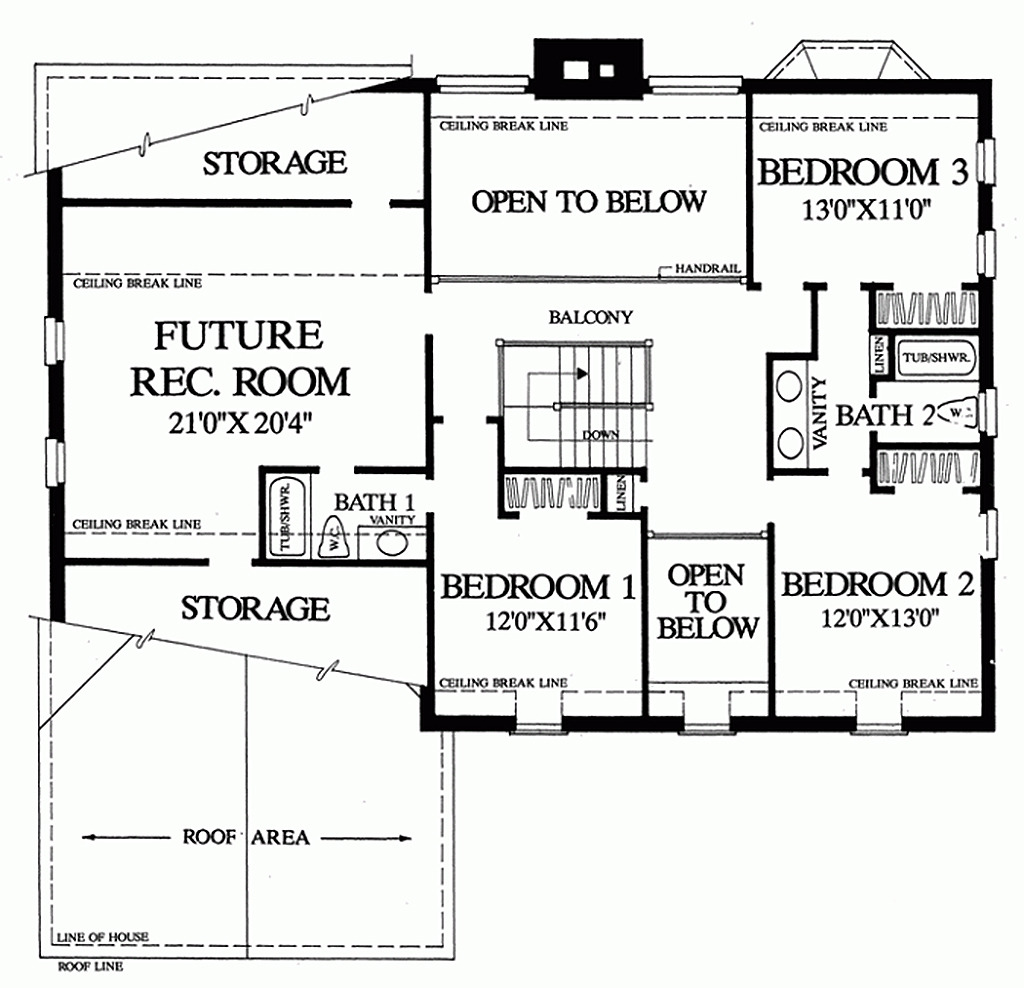 CEILING BREAK LINE
CEILING BREAK LINE
STORAGE
BEDROOM 3
13'0"X11'0"
OPEN TO BELOW
HANDRAIL
CEILING BREAK LINE
BALCONY
FUTURE
REC. ROOM
21'0"X 20'4"
LINEN
TUB/SHWR.
VANITY
BATH 2
W.C.
DOWN
LINEN
TUB/SHWR.
BATH 1
VANITY
W.C.
CEILING BREAK LINE
BEDROOM 1
12'0"X11'6"
OPEN
TO
BELOW
BEDROOM 2
12'0"X13'0"
STORAGE
CEILING BREAK LINE
CEILING BREAK LINE
ROOF AREA
LINE OF HOUSE
ROOF LINE